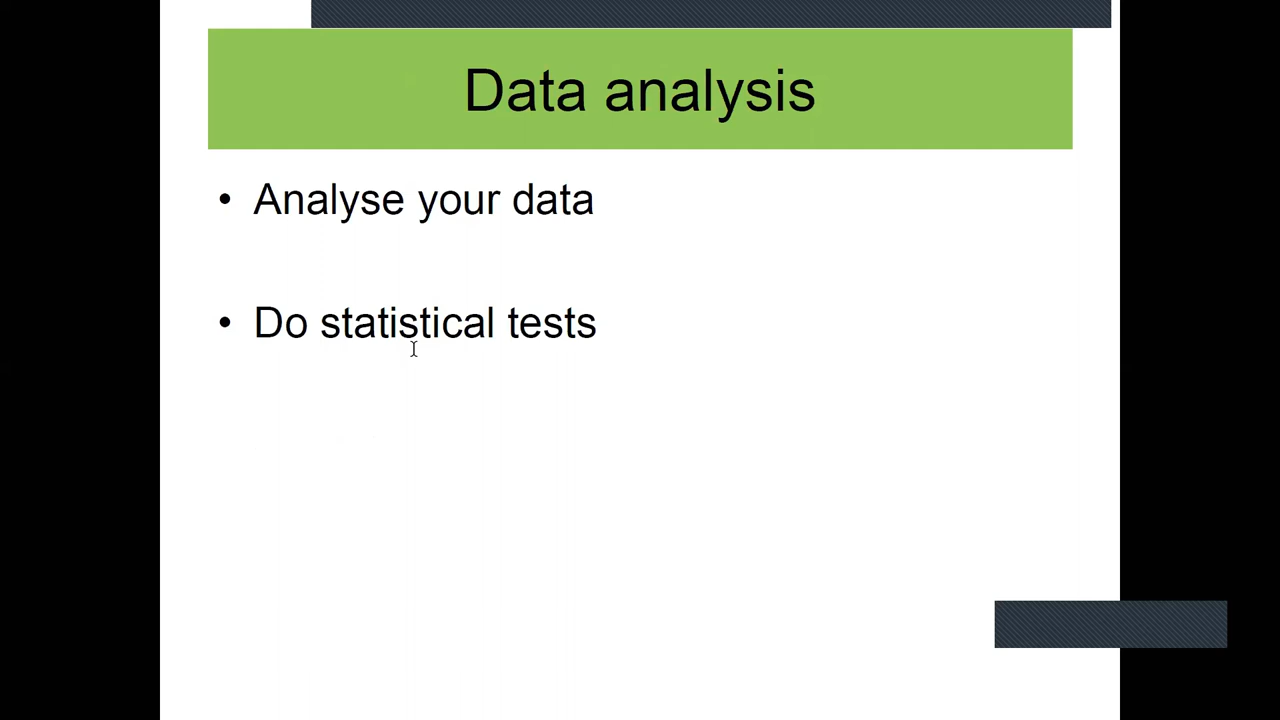 Data analysis
• Analyse your data
• Do statistical tests